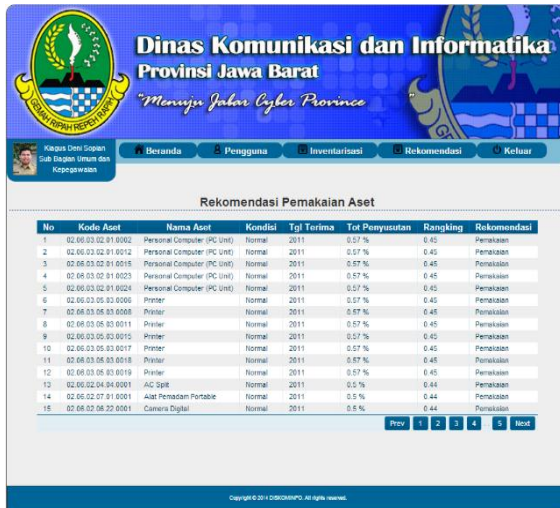 Dinas Komunikasi dan Informatika
Provinsi Jawa Barat
"Menuju Jabar Cyber Province "
GEMAH RIPAH REPEH RAPIH
Kiagus Deni Sopian
Sub Bagian Umum dan
Kepegawaian
Beranda Pengguna Inventarisasi Rekomendasi Keluar
Rekomendasi Pemakaian Aset
No Kode Aset Nama Aset Kondisi Tgl Terima Tot Penyusutan Rangking Rekomendasi
1 02.06.03.02.01.0002 Personal Computer (PC Unit) Normal 2011 0.57 % 0.45 Pemakaian
2 02.06.03.02.01.0012 Personal Computer (PC Unit) Normal 2011 0.57 % 0.45 Pemakaian
3 02.06.03.02.01.0015 Personal Computer (PC Unit) Normal 2011 0.57 % 0.45 Pemakaian
4 02.06.03.02.01.0023 Personal Computer (PC Unit) Normal 2011 0.57 % 0.45 Pemakaian
5 02.06.03.02.01.0024 Personal Computer (PC Unit) Normal 2011 0.57 % 0.45 Pemakaian
6 02.06.03.05.03.0006 Printer Normal 2011 0.57 % 0.45 Pemakaian
7 02.06.03.05.03.0008 Printer Normal 2011 0.57 % 0.45 Pemakaian
8 02.06.03.05.03.0011 Printer Normal 2011 0.57 % 0.45 Pemakaian
9 02.06.03.05.03.0015 Printer Normal 2011 0.57 % 0.45 Pemakaian
10 02.06.03.05.03.0017 Printer Normal 2011 0.57 % 0.45 Pemakaian
11 02.06.03.05.03.0018 Printer Normal 2011 0.57 % 0.45 Pemakaian
12 02.06.03.05.03.0019 Printer Normal 2011 0.57 % 0.45 Pemakaian
13 02.06.02.04.04.0001 AC Split Normal 2011 0.5 % 0.44 Pemakaian
14 02.06.02.07.01.0001 Alat Pemadam Portable Normal 2011 0.5 % 0.44 Pemakaian
15 02.06.02.06.22.0001 Camera Digital Normal 2011 0.5 % 0.44 Pemakaian
Prev 1 2 3 4 .. 5 Next
Copyright © 2014 DISKOMINFO. All rights reserved.